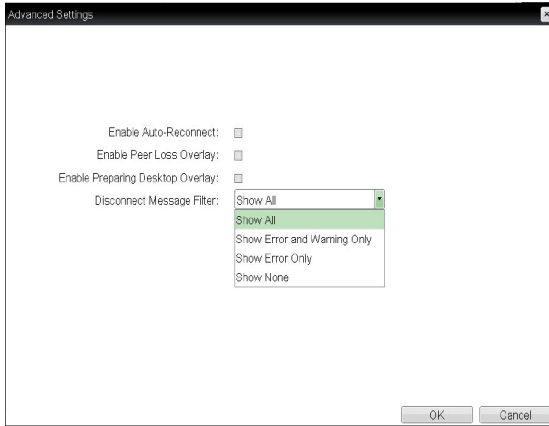 Advanced Settings
Enable Auto-Reconnect:
Enable Peer Loss Overlay:
Enable Preparing Desktop Overlay:
Disconnect Message Filter: Show All
Show All
Show Error and Warning Only
Show Error Only
Show None
OK Cancel